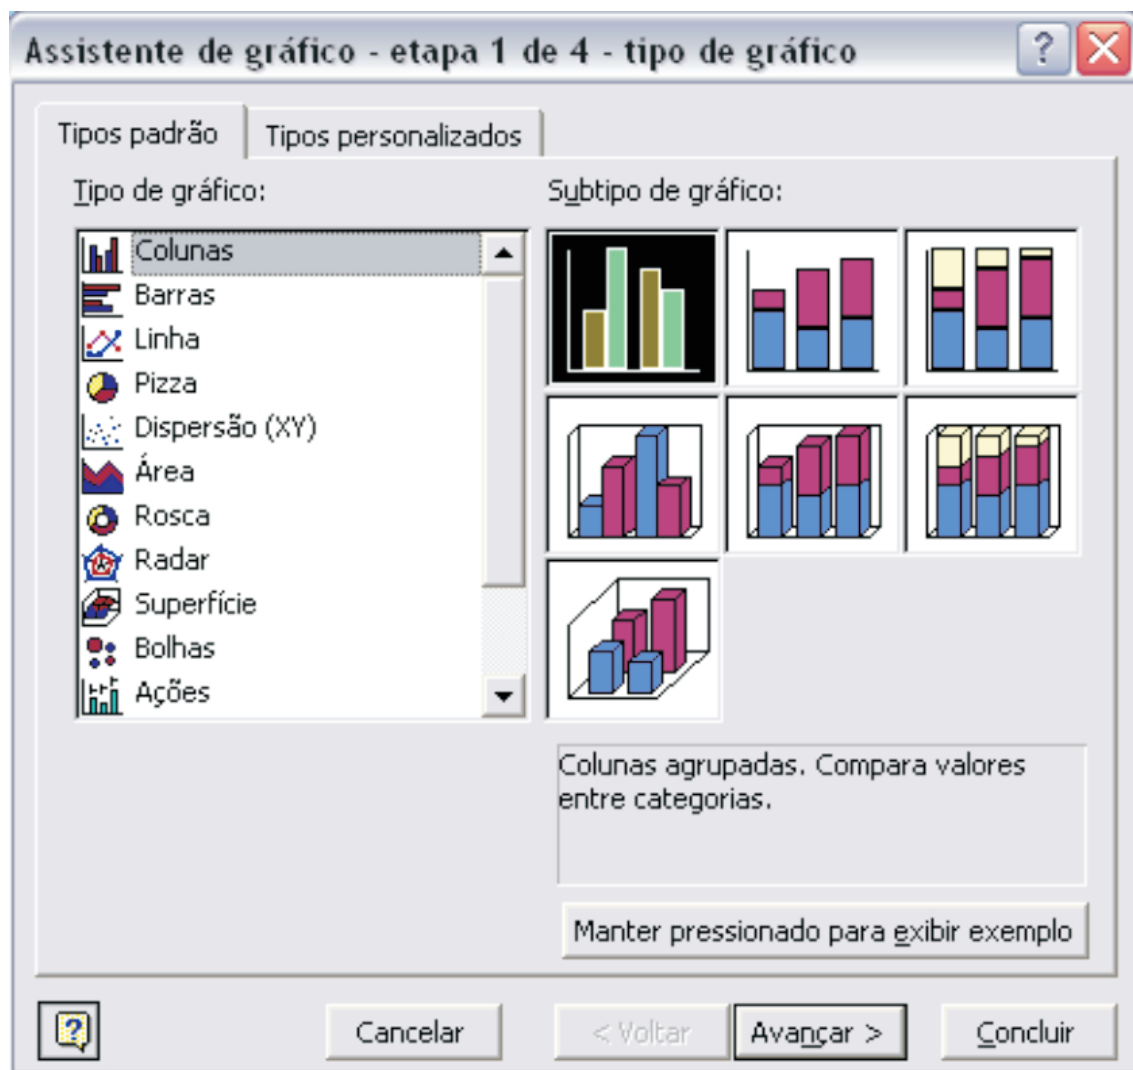 Assistente de gráfico - etapa 1 de 4 - tipo de gráfico
Tipos padrão
Tipos personalizados
Tipo de gráfico:
Colunas
Barras
Linha
Pizza
Dispersão (XY)
Área
Rosca
Radar
Superfície
Bolhas
Ações
Subtipo de gráfico:
Colunas agrupadas. Compara valores
entre categorias.
Manter pressionado para exibir exemplo
Cancelar
< Voltar
Avançar >
Concluir